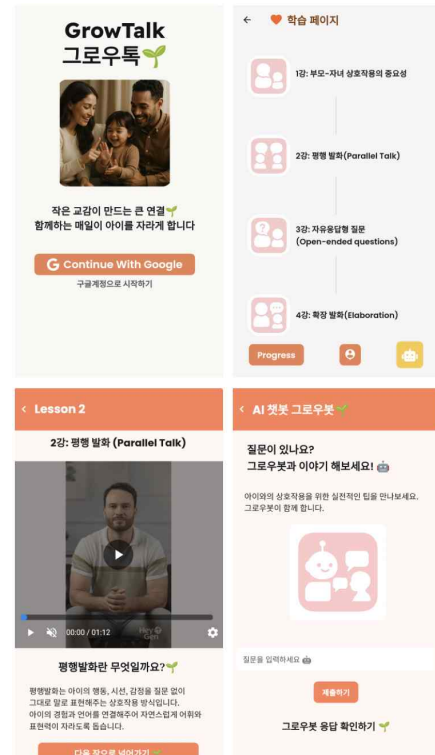 GrowTalk
그로우톡🌱
작은 교감이 만드는 큰 연결🌱
함께하는 매일이 아이를 자라게 합니다
G Continue With Google
구글계정으로 시작하기
← 🧡 학습 페이지
1강: 부모-자녀 상호작용의 중요성
2강: 평행 발화(Parallel Talk)
3강: 자유응답형 질문
(Open-ended questions)
4강: 확장 발화(Elaboration)
Progress
< Lesson 2
2강: 평행 발화 (Parallel Talk)
00:00 / 01:12
HeyGen
평행발화란 무엇일까요?🌱
평행발화는 아이의 행동, 시선, 감정을 질문 없이
그대로 말로 표현해주는 상호작용 방식입니다.
아이의 경험과 언어를 연결해주어 자연스럽게 어휘와
표현력이 자라도록 돕습니다.
다음 장으로 넘어가기🌱
< AI 챗봇 그로우봇🌱
질문이 있나요?
그로우봇과 이야기 해보세요! 🤖
아이와의 상호작용을 위한 실전적인 팁을 만나보세요.
그로우봇이 함께 합니다.
질문을 입력하세요 🤖
제출하기
그로우봇 응답 확인하기 🌱